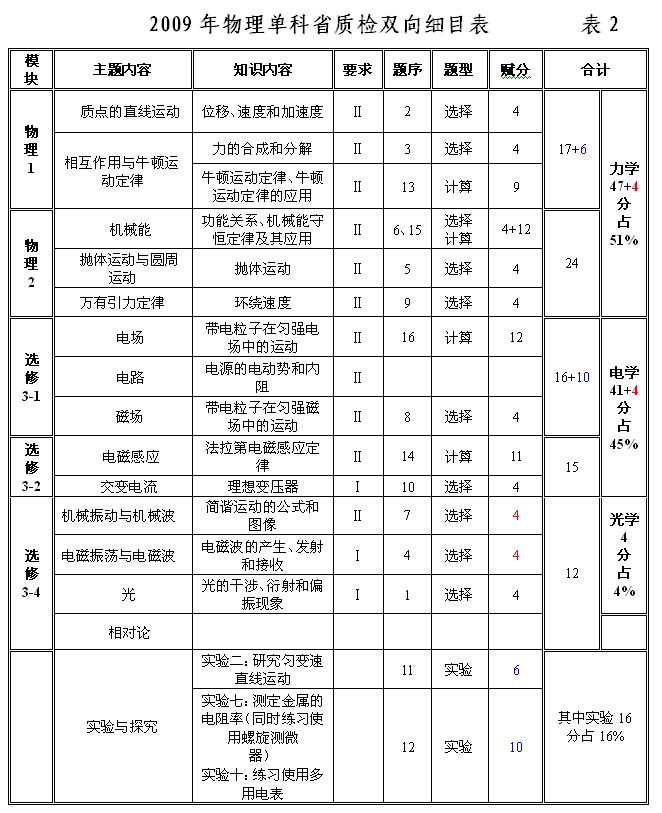 2009年物理单科省质检双向细目表 表2
模块 主题内容 知识内容 要求 题序 题型 赋分 合计
物理1 质点的直线运动 位移、速度和加速度 Ⅱ 2 选择 4 17+6 力学47+4分占51%
相互作用与牛顿运动定律 力的合成和分解 Ⅱ 3 选择 4
牛顿运动定律、牛顿运动定律的应用 Ⅱ 13 计算 9
物理2 机械能 功能关系、机械能守恒定律及其应用 Ⅱ 6、15 选择计算 4+12 24
抛体运动与圆周运动 抛体运动 Ⅱ 5 选择 4
万有引力定律 环绕速度 Ⅱ 9 选择 4
选修3-1 电场 带电粒子在匀强电场中的运动 Ⅱ 16 计算 12 16+10 电学41+4分占45%
电路 电源的电动势和内阻 Ⅱ
磁场 带电粒子在匀强磁场中的运动 Ⅱ 8 选择 4
选修3-2 电磁感应 法拉第电磁感应定律 Ⅱ 14 计算 11 15
交变电流 理想变压器 Ⅰ 10 选择 4
选修3-4 机械振动与机械波 简谐运动的公式和图像 Ⅱ 7 选择 4 12 光学4分占4%
电磁振荡与电磁波 电磁波的产生、发射和接收 Ⅰ 4 选择 4
光 光的干涉、衍射和偏振现象 Ⅰ 1 选择 4
相对论
实验与探究 实验二：研究匀变速直线运动 11 实验 6 其中实验16分占16%
实验七：测定金属的电阻率（同时练习使用螺旋测微器）
实验十：练习使用多用电表 12 实验 10